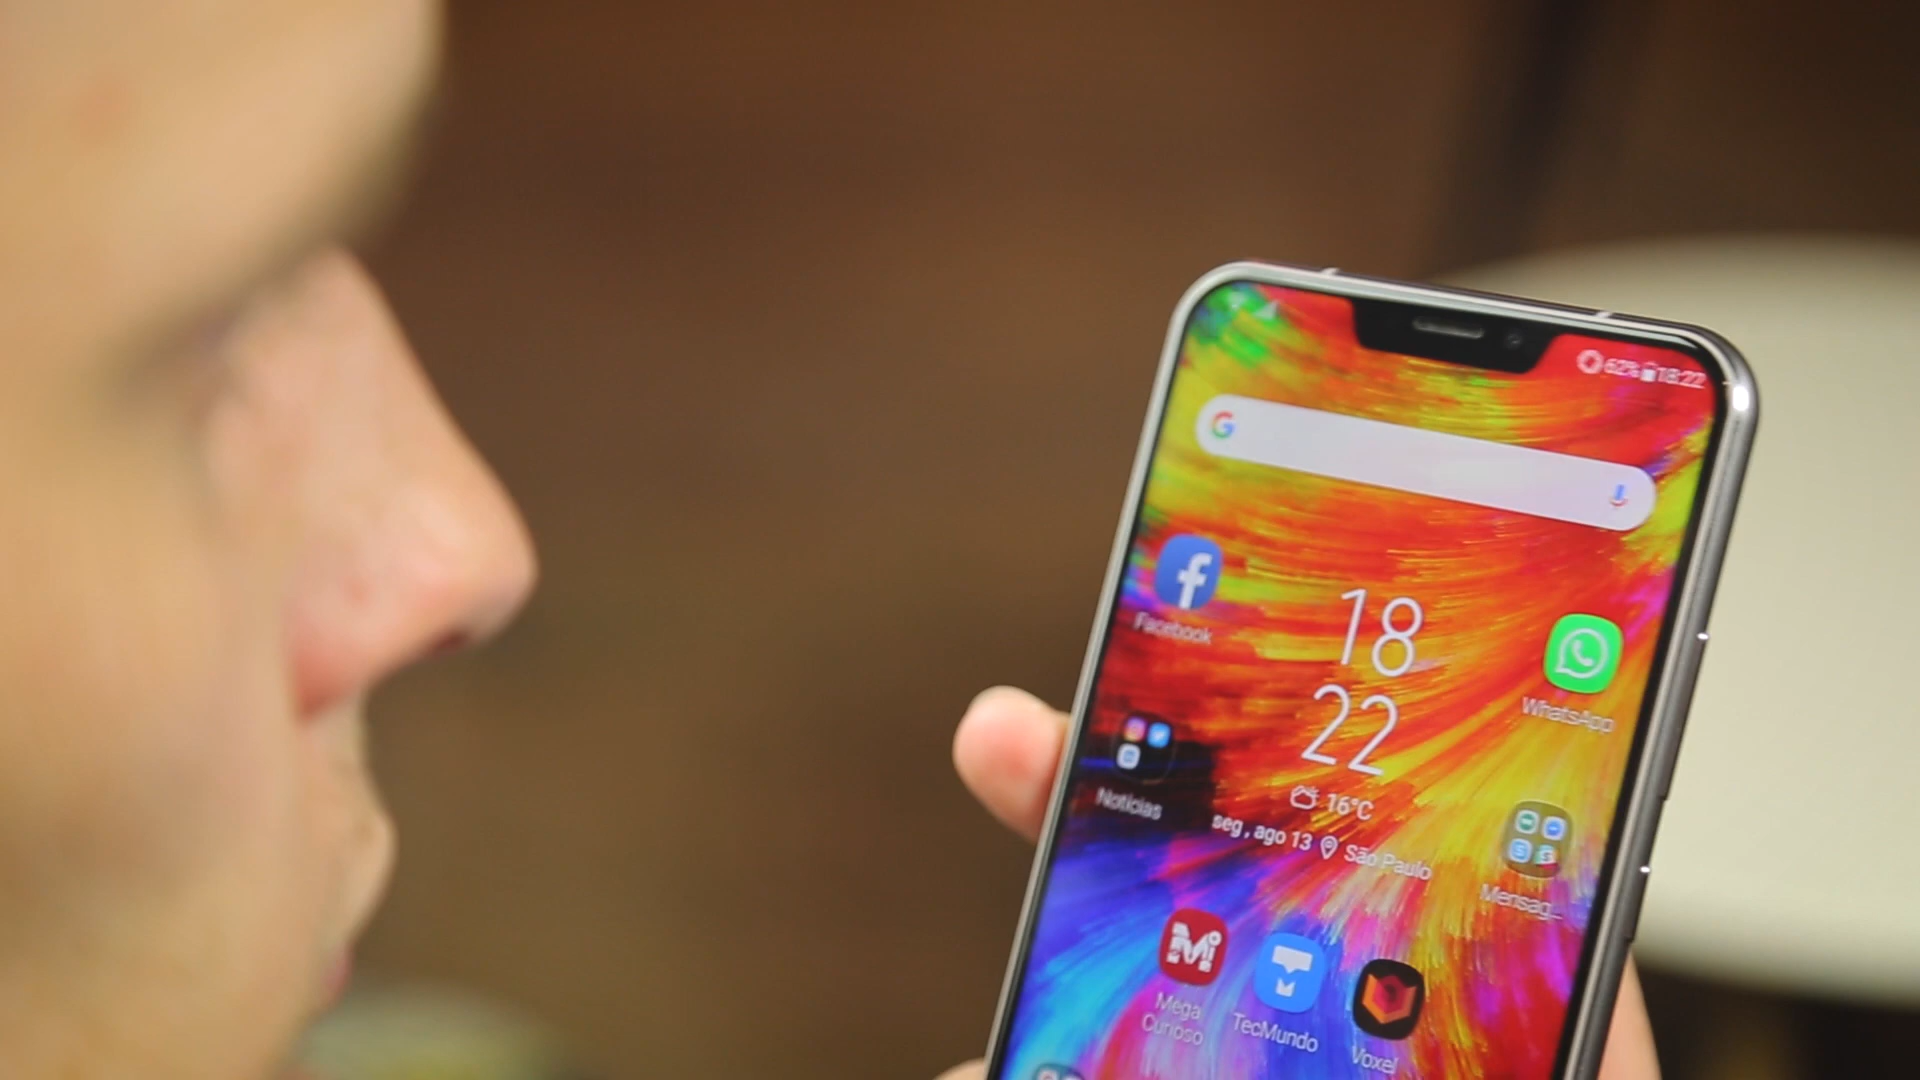 62% 18:22
Facebook
18
22
WhatsApp
16°C
Notícias
seg, ago 13 São Paulo
Mensag...
Mega
Curioso
TecMundo
Voxel